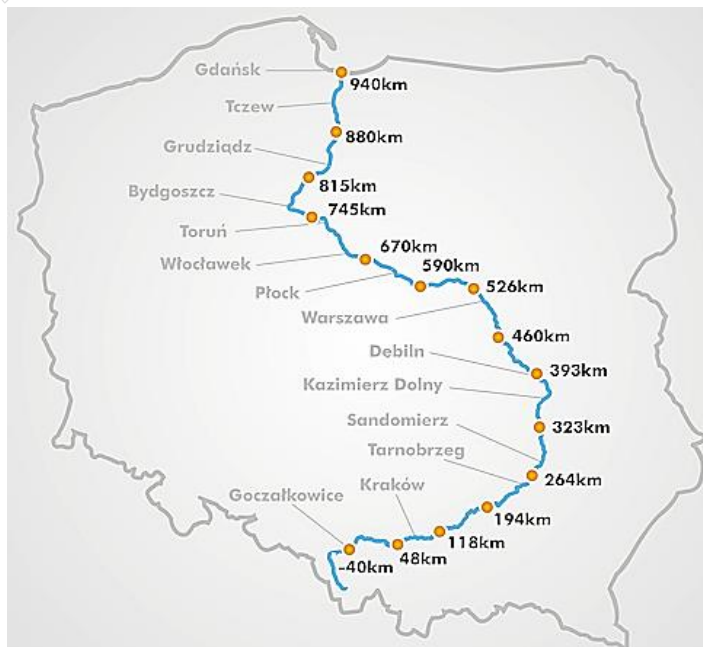 Gdańsk
940km
Tczew
880km
Grudziądz
815km
Bydgoszcz
745km
Toruń
670km
Włocławek
590km
Płock
526km
Warszawa
460km
Debiln
393km
Kazimierz Dolny
323km
Sandomierz
Tarnobrzeg
264km
Kraków
194km
Goczałkowice
118km
48km
-40km